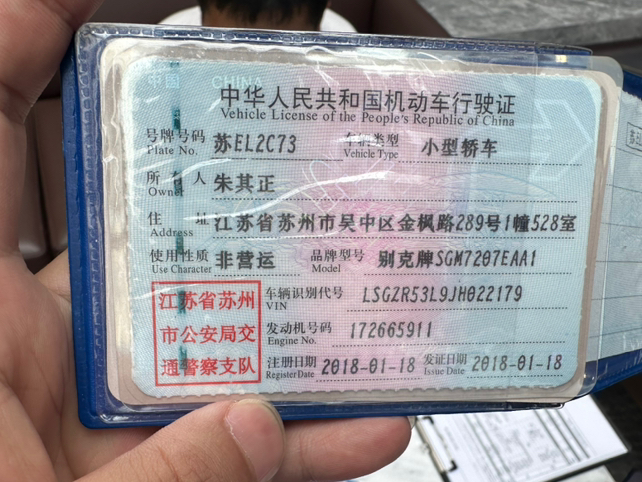 中国 CHINA
中华人民共和国机动车行驶证
Vehicle License of the People's Republic of China
号牌号码 苏EL2C73 车辆类型 小型轿车
Plate No. Vehicle Type
所有人 朱其正
Owner
住址 江苏省苏州市吴中区金枫路289号1幢528室
Address
使用性质 非营运 品牌型号 别克牌SGM7207EAA1
Use Character Model
江苏省苏州
市公安局交
通警察支队
车辆识别代号 LSGZR53L9JH022179
VIN
发动机号码 172665911
Engine No.
注册日期 2018-01-18 发证日期 2018-01-18
Register Date Issue Date